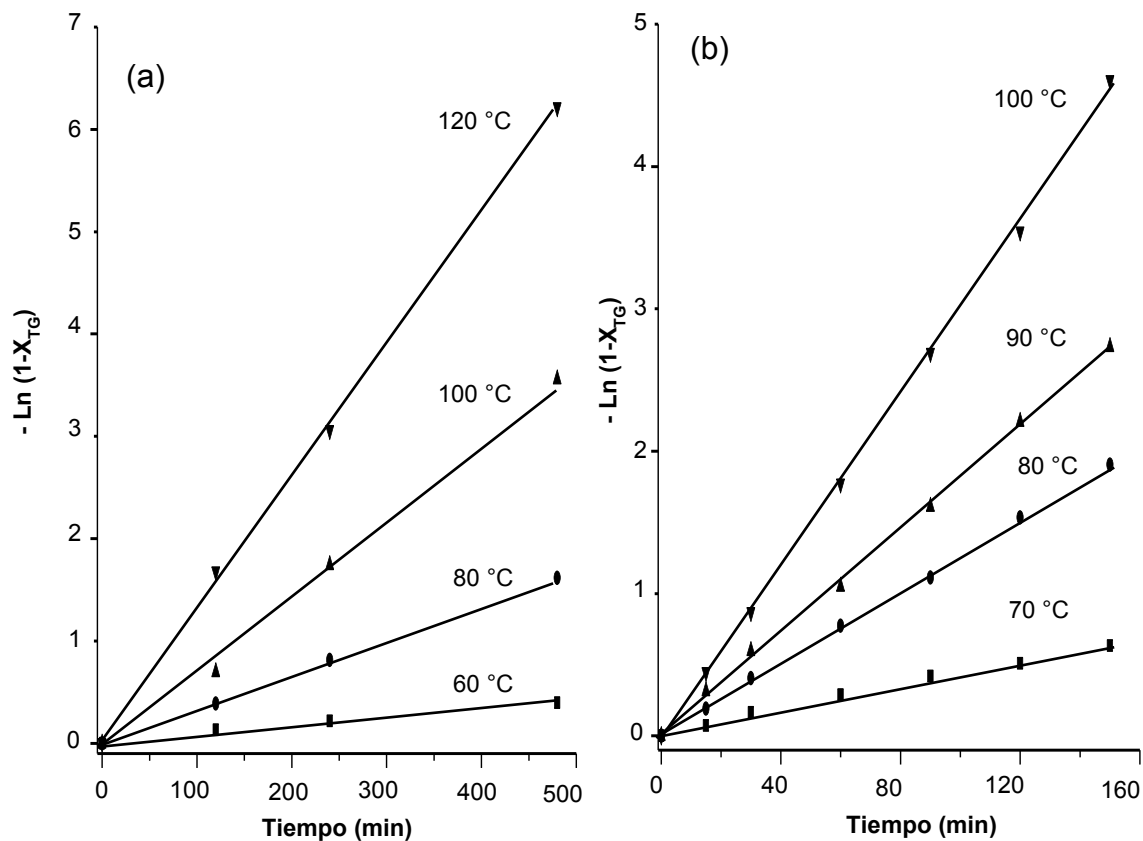 (a)
- Ln (1-X_TG)
7
6
5
4
3
2
1
0
120 °C
100 °C
80 °C
60 °C
0 100 200 300 400 500
Tiempo (min)
(b)
- Ln (1-X_TG)
5
4
3
2
1
0
100 °C
90 °C
80 °C
70 °C
0 40 80 120 160
Tiempo (min)